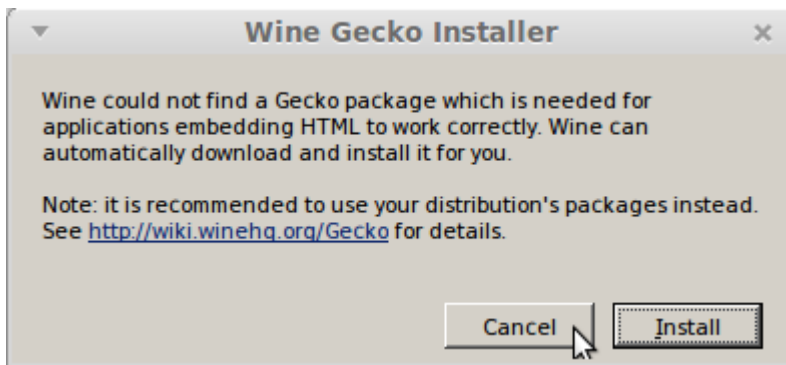 Wine Gecko Installer
Wine could not find a Gecko package which is needed for
applications embedding HTML to work correctly. Wine can
automatically download and install it for you.
Note: it is recommended to use your distribution's packages instead.
See http://wiki.winehq.org/Gecko for details.
Cancel
Install